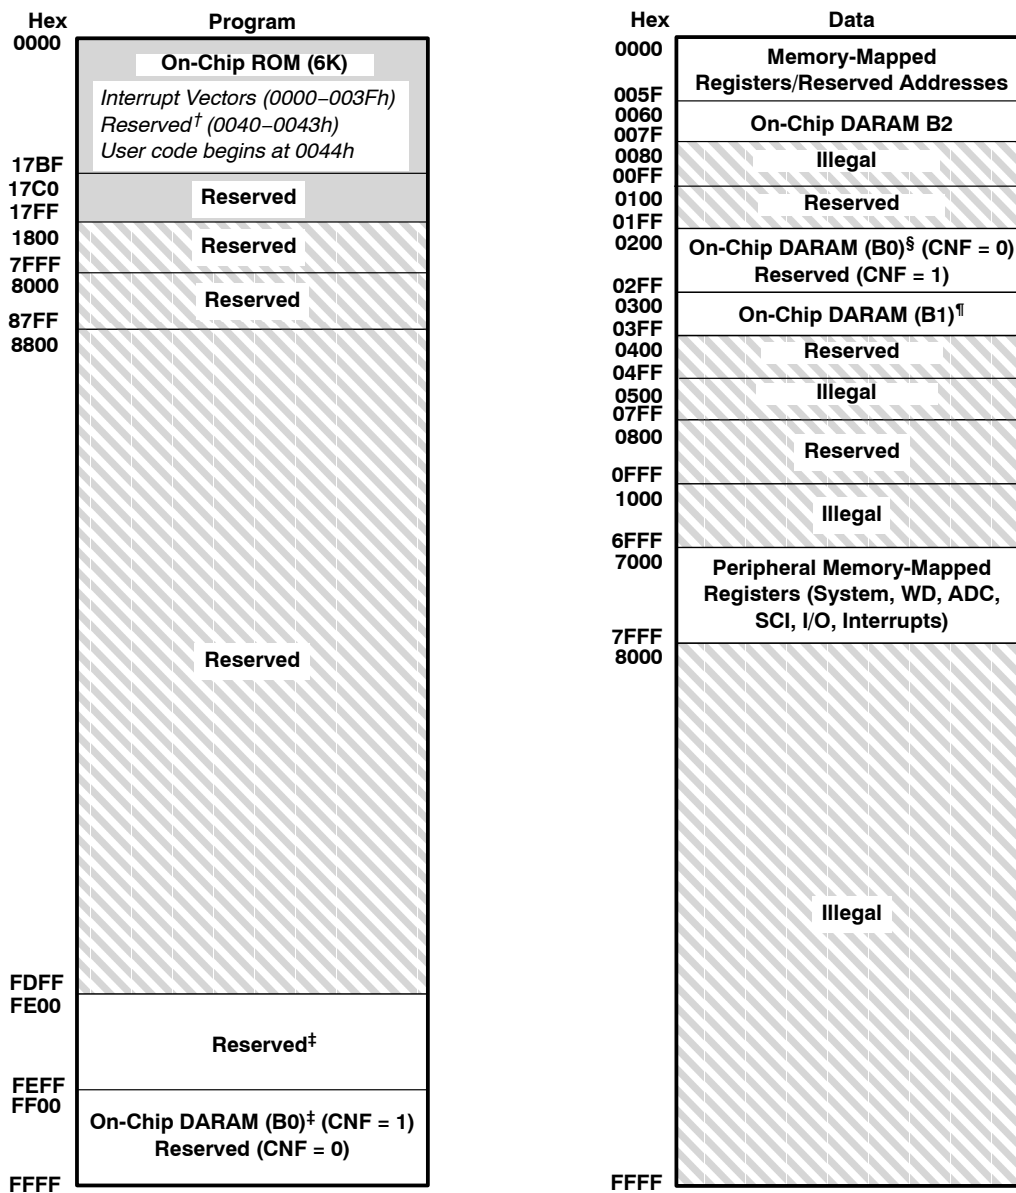 Hex
Program
0000
On-Chip ROM (6K)
Interrupt Vectors (0000–003Fh)
Reserved† (0040–0043h)
User code begins at 0044h
17BF
17C0
Reserved
17FF
1800
Reserved
7FFF
8000
Reserved
87FF
8800
Reserved
FDFF
FE00
Reserved‡
FEFF
FF00
On-Chip DARAM (B0)‡ (CNF = 1)
Reserved (CNF = 0)
FFFF
Hex
Data
0000
Memory-Mapped
Registers/Reserved Addresses
005F
0060
On-Chip DARAM B2
007F
0080
Illegal
00FF
0100
Reserved
01FF
0200
On-Chip DARAM (B0)§ (CNF = 0)
Reserved (CNF = 1)
02FF
0300
On-Chip DARAM (B1)¶
03FF
0400
Reserved
04FF
0500
Illegal
07FF
0800
Reserved
0FFF
1000
Illegal
6FFF
7000
Peripheral Memory-Mapped
Registers (System, WD, ADC,
SCI, I/O, Interrupts)
7FFF
8000
Illegal
FFFF